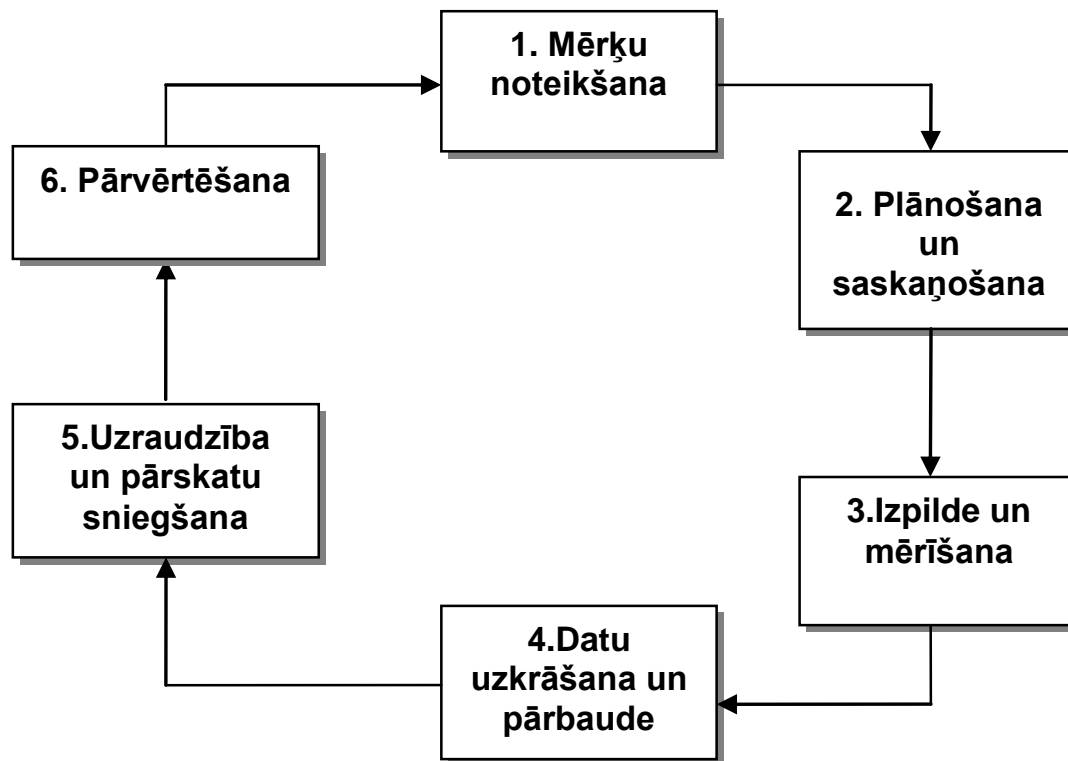 1. Mērķu
noteikšana
2. Plānošana
un
saskaņošana
3.Izpilde un
mērīšana
4.Datu
uzkrāšana un
pārbaude
5.Uzraudzība
un pārskatu
sniegšana
6. Pārvērtēšana